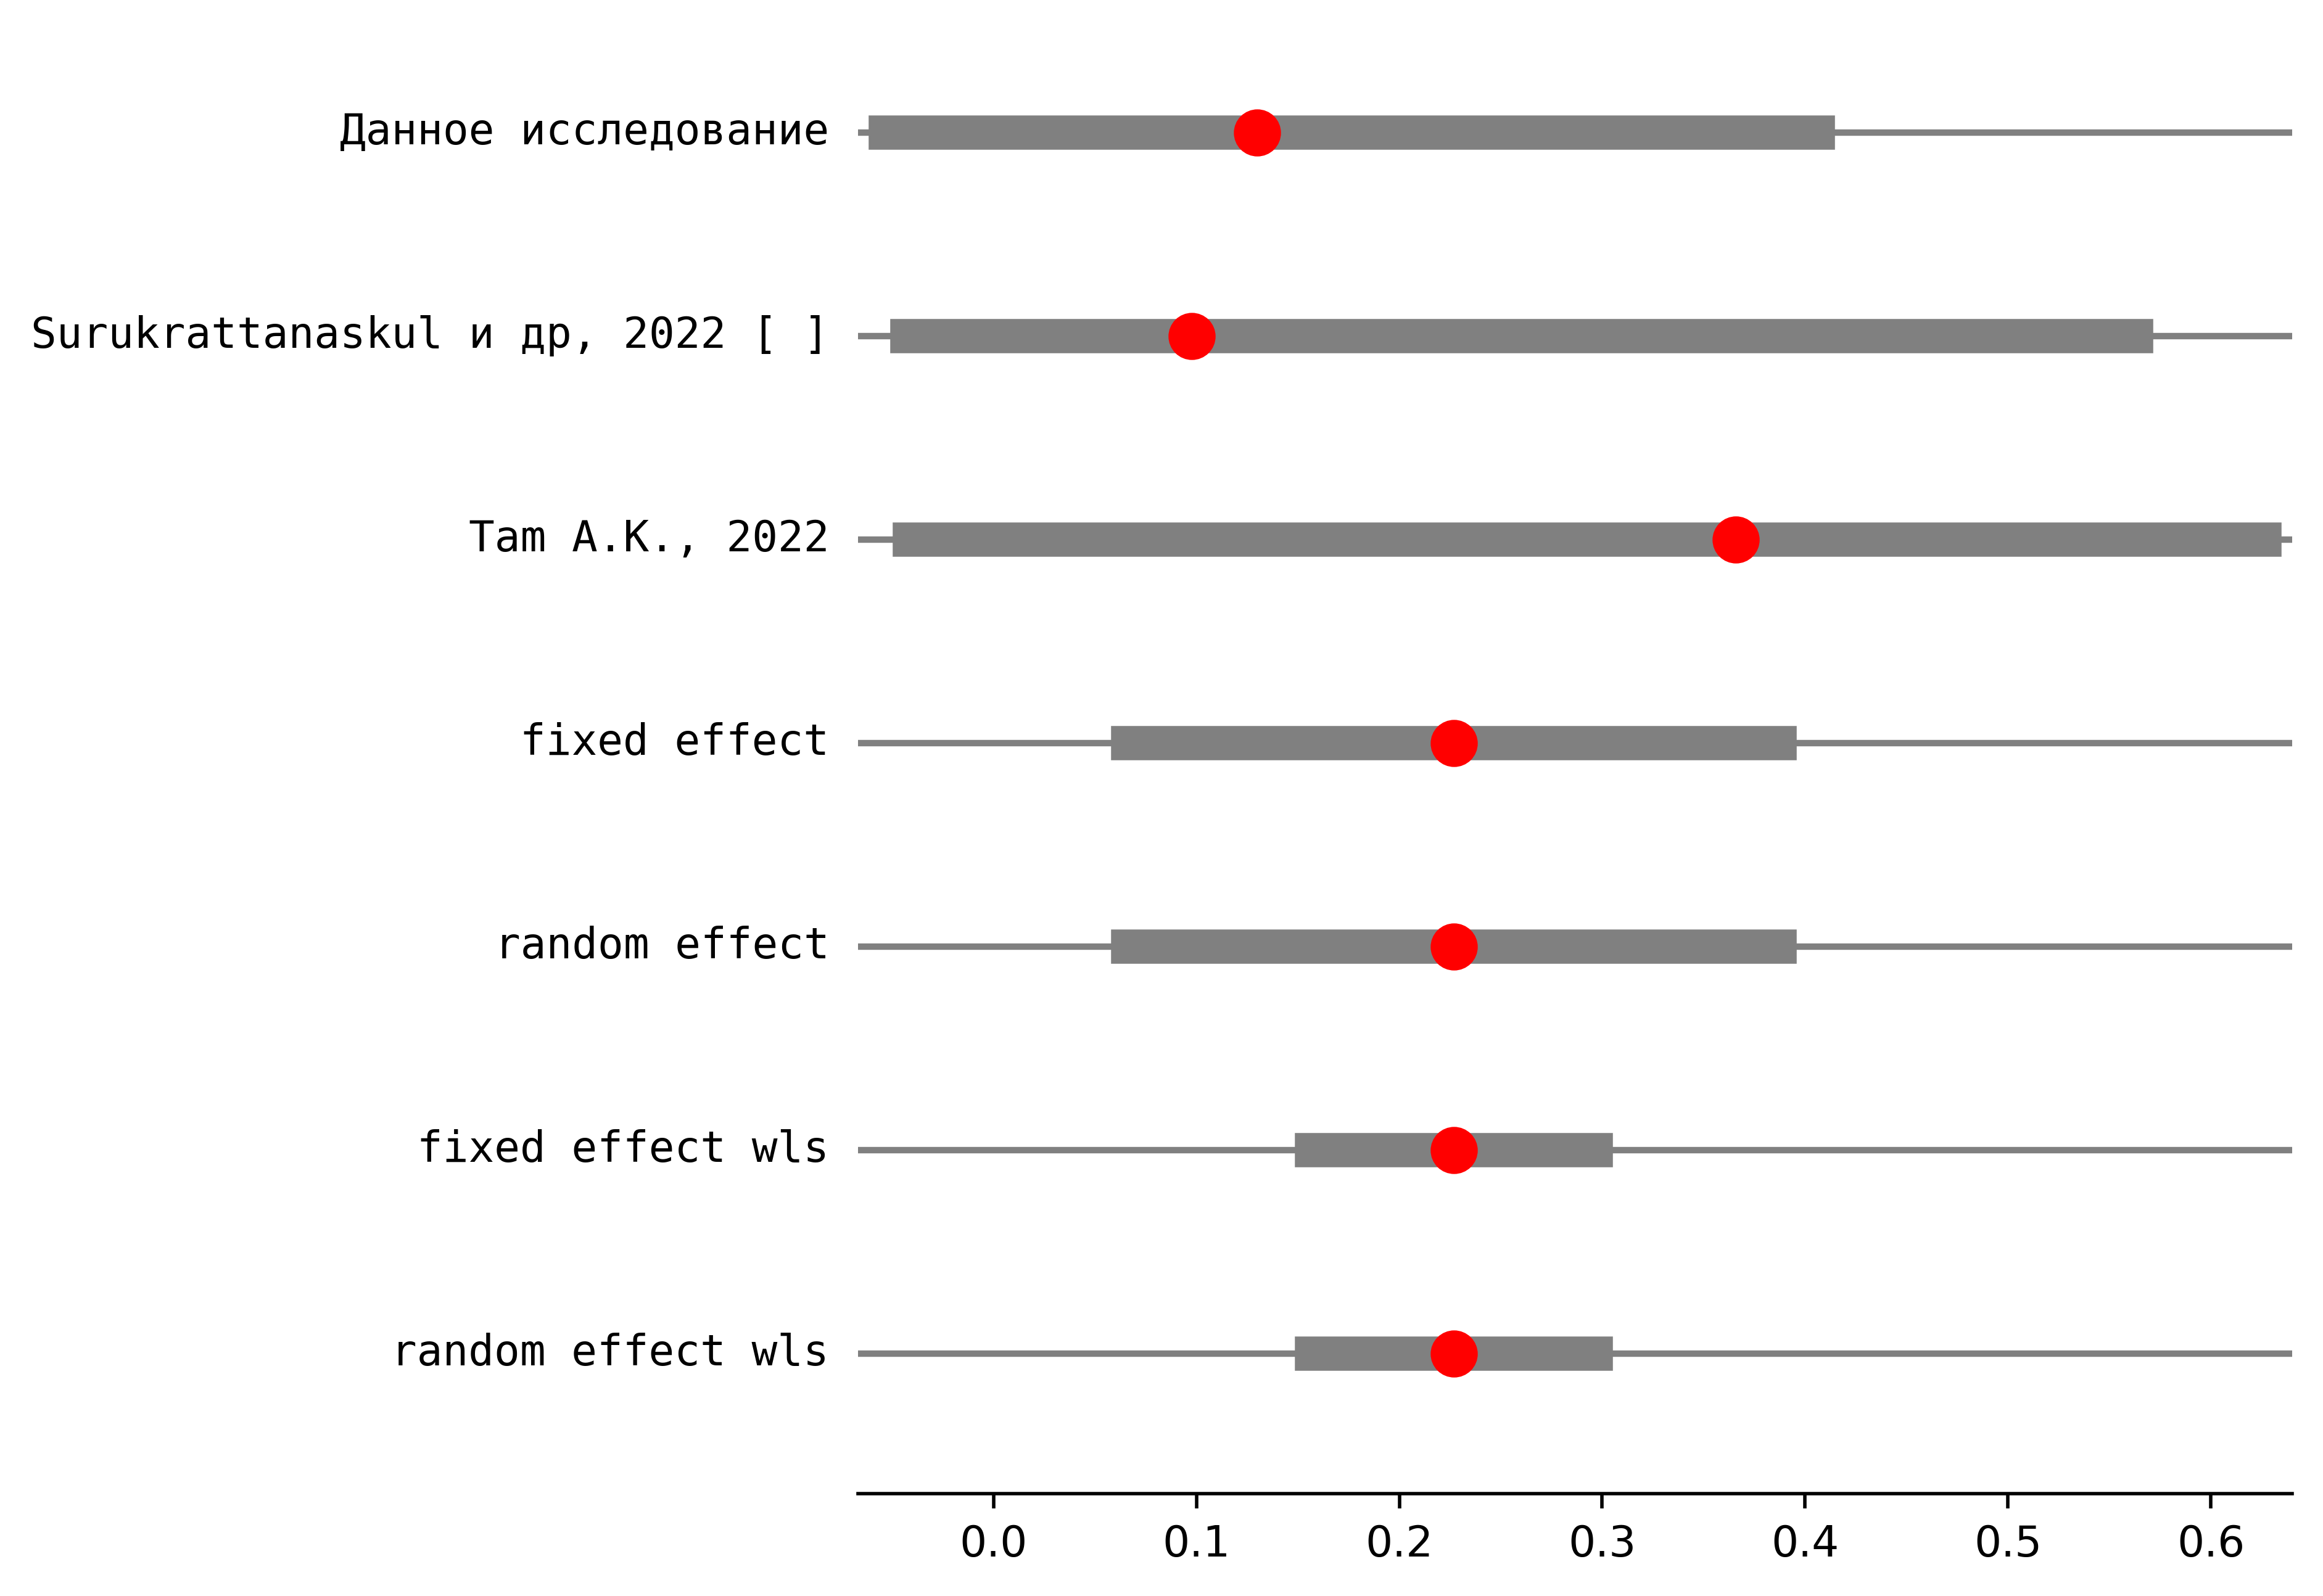 Данное исследование
Surukrattanaskul и др, 2022 [ ]
Tam A.K., 2022
fixed effect
random effect
fixed effect wls
random effect wls
0.0 0.1 0.2 0.3 0.4 0.5 0.6